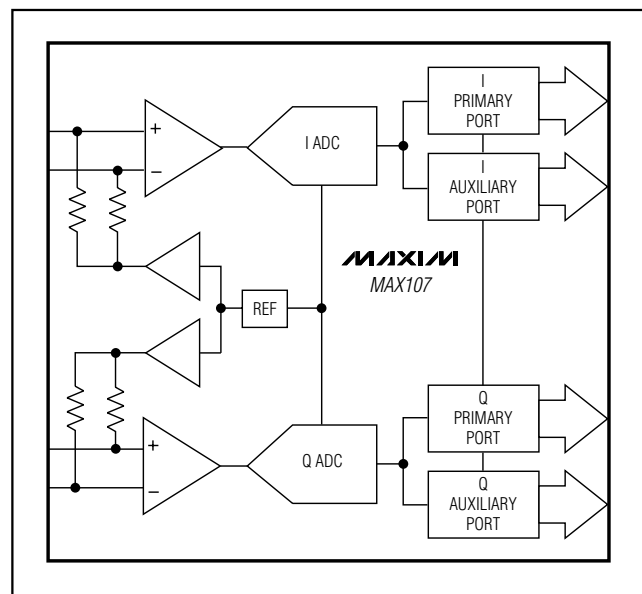 +
−
I ADC
I
PRIMARY
PORT
I
AUXILIARY
PORT
MAXIM
MAX107
REF
+
−
Q ADC
Q
PRIMARY
PORT
Q
AUXILIARY
PORT